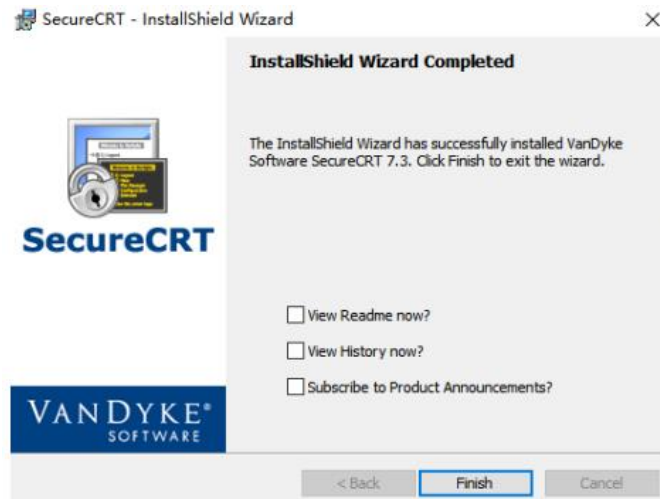 SecureCRT - InstallShield Wizard
InstallShield Wizard Completed
The InstallShield Wizard has successfully installed VanDyke
Software SecureCRT 7.3. Click Finish to exit the wizard.
SecureCRT
View Readme now?
View History now?
Subscribe to Product Announcements?
VANDYKE®
SOFTWARE
< Back
Finish
Cancel